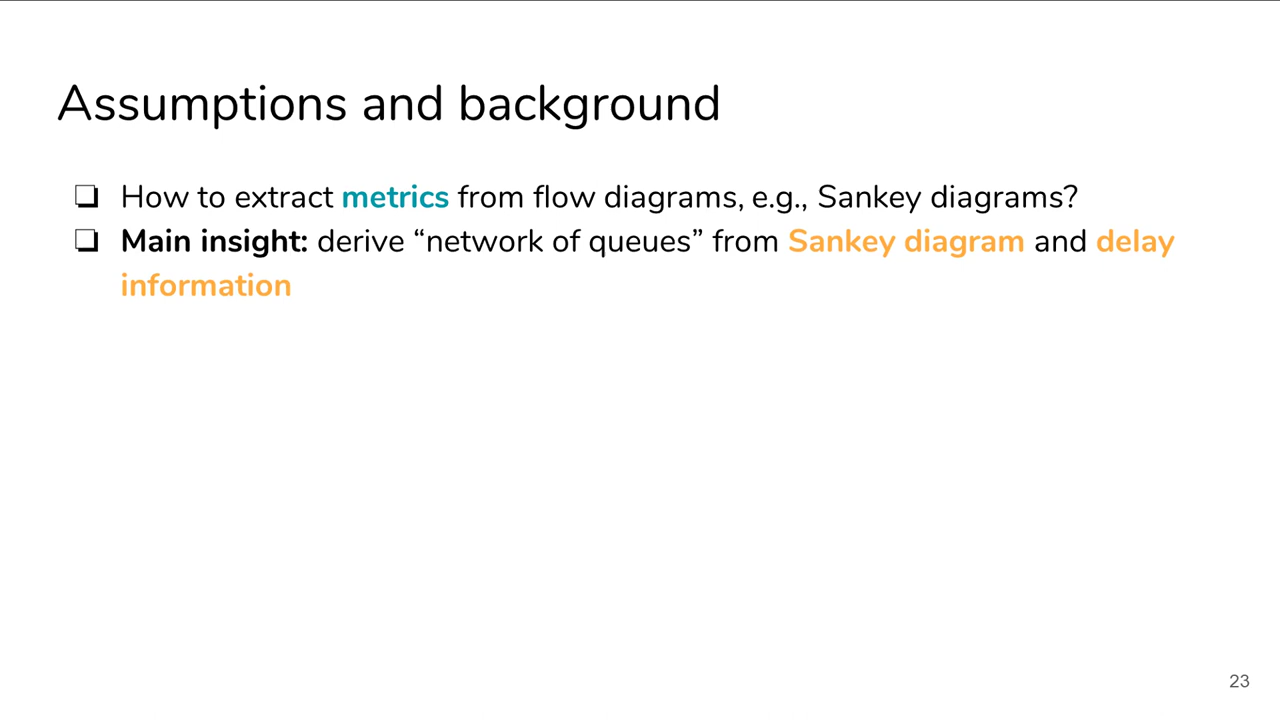 Assumptions and background
❏ How to extract metrics from flow diagrams, e.g., Sankey diagrams?
❏ Main insight: derive “network of queues” from Sankey diagram and delay
information
23